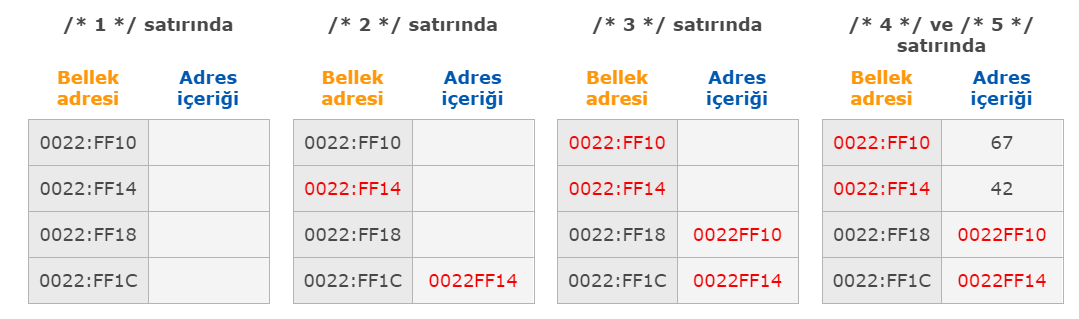 /* 1 */ satırında
Bellek adresi
Adres içeriği
0022:FF10
0022:FF14
0022:FF18
0022:FF1C
/* 2 */ satırında
Bellek adresi
Adres içeriği
0022:FF10
0022:FF14
0022:FF18
0022:FF1C 0022FF14
/* 3 */ satırında
Bellek adresi
Adres içeriği
0022:FF10
0022:FF14
0022:FF18 0022FF10
0022:FF1C 0022FF14
/* 4 */ ve /* 5 */
satırında
Bellek adresi
Adres içeriği
0022:FF10 67
0022:FF14 42
0022:FF18 0022FF10
0022:FF1C 0022FF14